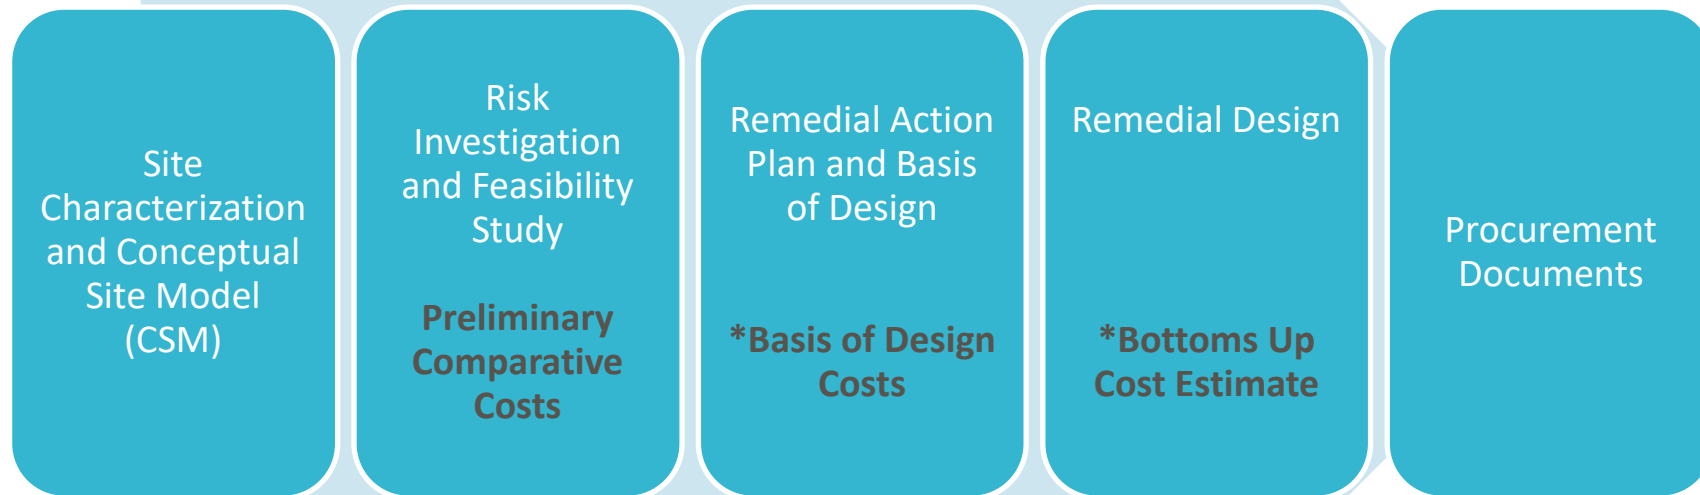 Site
Characterization
and Conceptual
Site Model
(CSM)
Risk
Investigation
and Feasibility
Study
Preliminary
Comparative
Costs
Remedial Action
Plan and Basis
of Design
*Basis of Design
Costs
Remedial Design
*Bottoms Up
Cost Estimate
Procurement
Documents